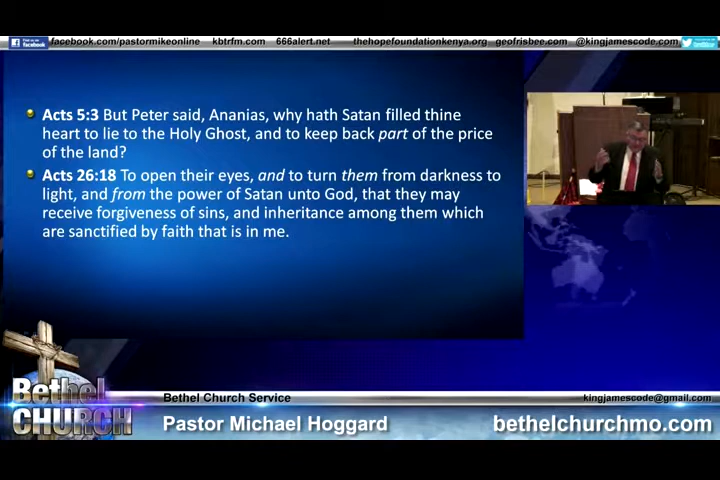 Find us on facebook facebook.com/pastormikeonline kbtrfm.com 666alert.net thehopefoundationkenya.org geofrisbee.com @kingjamescode.com
Acts 5:3 But Peter said, Ananias, why hath Satan filled thine
heart to lie to the Holy Ghost, and to keep back part of the price
of the land?
Acts 26:18 To open their eyes, and to turn them from darkness to
light, and from the power of Satan unto God, that they may
receive forgiveness of sins, and inheritance among them which
are sanctified by faith that is in me.
Bethel
CHURCH
Bethel Church Service kingjamescode@gmail.com
Pastor Michael Hoggard bethelchurchmo.com